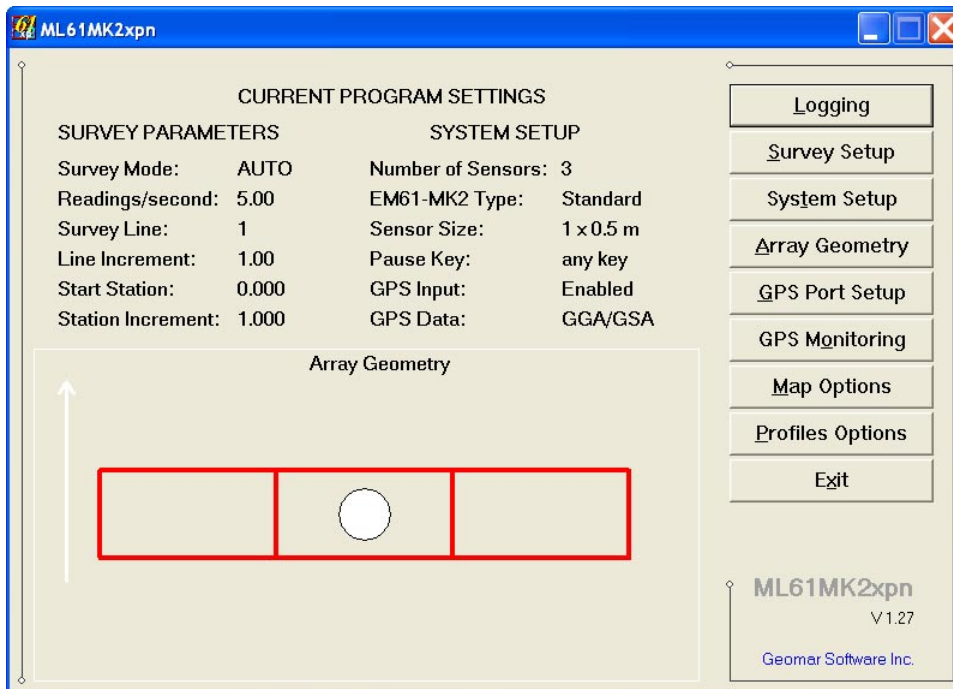 ML61MK2xpn
CURRENT PROGRAM SETTINGS
SURVEY PARAMETERS
Survey Mode: AUTO
Readings/second: 5.00
Survey Line: 1
Line Increment: 1.00
Start Station: 0.000
Station Increment: 1.000
SYSTEM SETUP
Number of Sensors: 3
EM61-MK2 Type: Standard
Sensor Size: 1 x 0.5 m
Pause Key: any key
GPS Input: Enabled
GPS Data: GGA/GSA
Array Geometry
Logging
Survey Setup
System Setup
Array Geometry
GPS Port Setup
GPS Monitoring
Map Options
Profiles Options
Exit
ML61MK2xpn
V 1.27
Geomar Software Inc.